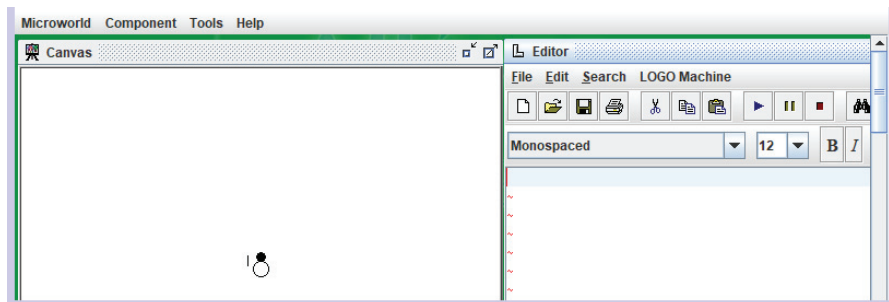 Microworld Component Tools Help
Canvas
L Editor
File Edit Search LOGO Machine
Monospaced 12 B I
~
~
~
~
~
~